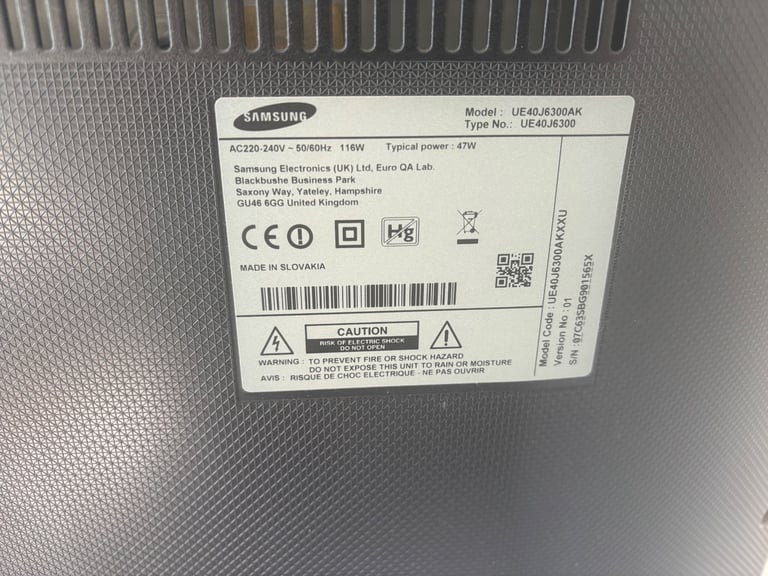 SAMSUNG
Model : UE40J6300AK
Type No.: UE40J6300
AC220-240V ~ 50/60Hz 116W Typical power : 47W
Samsung Electronics (UK) Ltd, Euro QA Lab.
Blackbushe Business Park
Saxony Way, Yateley, Hampshire
GU46 6GG United Kingdom
CE Hg
MADE IN SLOVAKIA
CAUTION
RISK OF ELECTRIC SHOCK
DO NOT OPEN
WARNING : TO PREVENT FIRE OR SHOCK HAZARD
DO NOT EXPOSE THIS UNIT TO RAIN OR MOISTURE
AVIS : RISQUE DE CHOC ELECTRIQUE - NE PAS OUVRIR
Model Code : UE40J6300AKXXU
Version No : 01
S/N :07C63SBG901565X